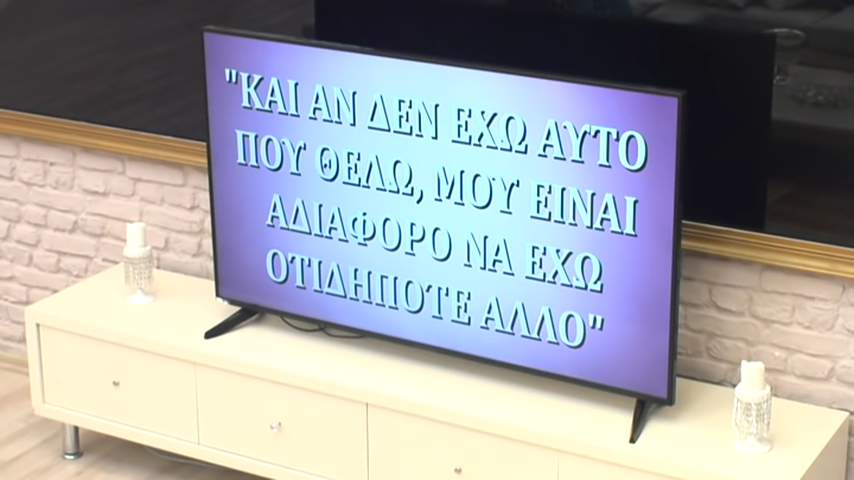 "ΚΑΙ ΑΝ ΔΕΝ ΕΧΩ ΑΥΤΟ
ΠΟΥ ΘΕΛΩ, ΜΟΥ ΕΙΝΑΙ
ΑΔΙΑΦΟΡΟ ΝΑ ΕΧΩ
ΟΤΙΔΗΠΟΤΕ ΑΛΛΟ"